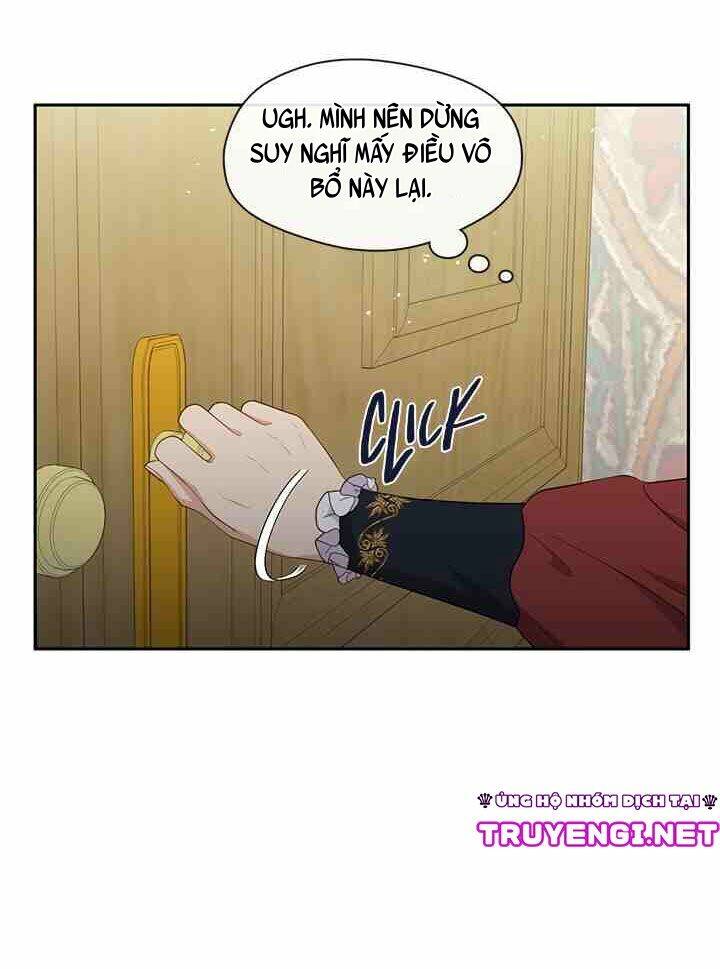 UGH. MÌNH NÊN DỪNG
SUY NGHĨ MẤY ĐIỀU VÔ
BỔ NÀY LẠI.
CLICK
ỦNG HỘ NHÓM DỊCH TẠI
TRUYENGI.NET